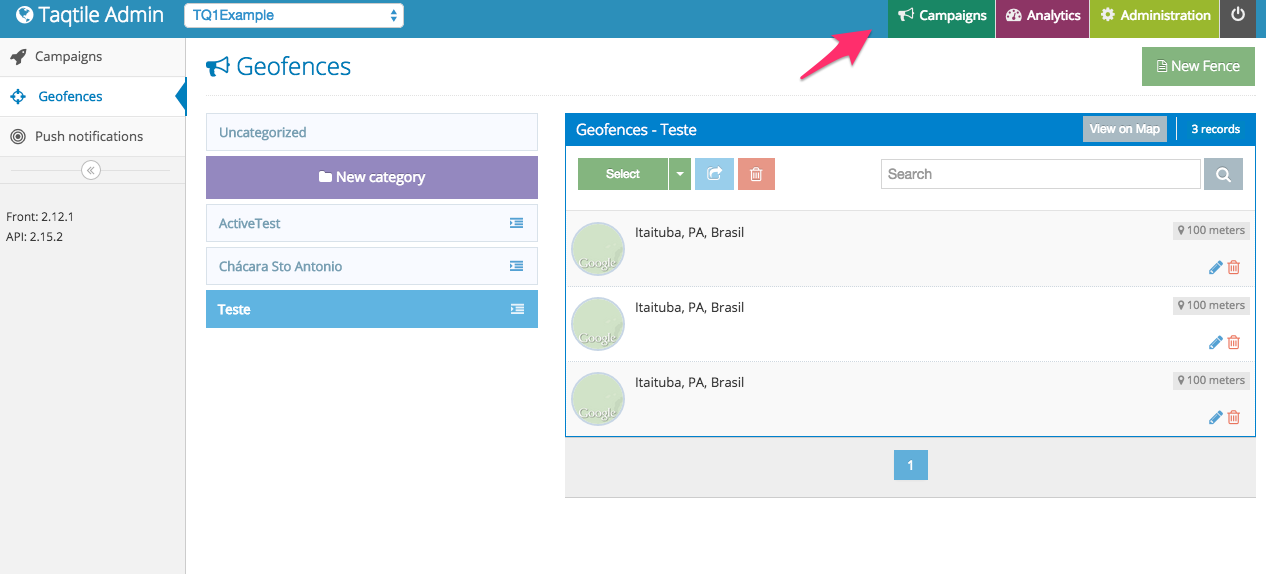 Taqtile Admin
TQ1Example
Campaigns
Analytics
Administration
Campaigns
Geofences
Push notifications
Front: 2.12.1
API: 2.15.2
Geofences
New Fence
Uncategorized
New category
ActiveTest
Chácara Sto Antonio
Teste
Geofences - Teste
View on Map
3 records
Select
Search
Itaituba, PA, Brasil
100 meters
Google
Itaituba, PA, Brasil
100 meters
Google
Itaituba, PA, Brasil
100 meters
Google
1